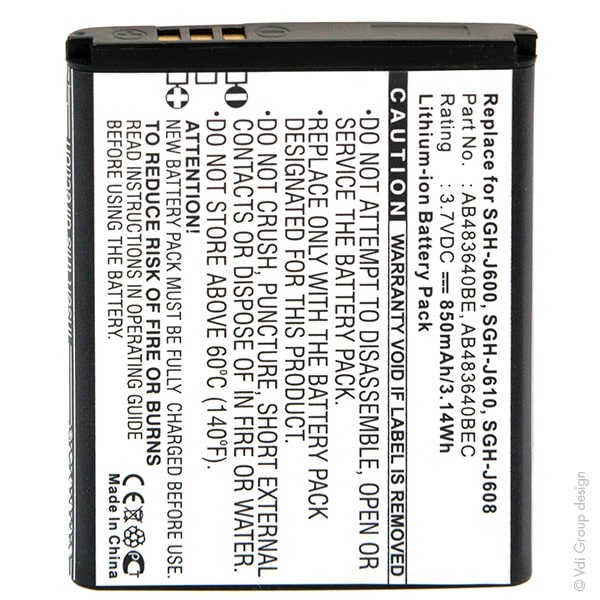 Replace for SGH-J600, SGH-J610, SGH-J608
Part No. : AB483640BE, AB483640BEC
Rating : 3.7VDC 850mAh/3.14Wh
Lithium-ion Battery Pack
CAUTION WARRANTY VOID IF LABEL IS REMOVED
•DO NOT ATTEMPT TO DISASSEMBLE, OPEN OR
SERVICE THE BATTERY PACK.
•REPLACE ONLY WITH BATTERY PACK
DESIGNATED FOR THIS PRODUCT.
•DO NOT CRUSH, PUNCTURE, SHORT EXTERNAL
CONTACTS OR DISPOSE OF IN FIRE OR WATER.
•DO NOT STORE ABOVE 60°C (140°F).
ATTENTION!
NEW BATTERY PACK MUST BE FULLY CHARGED
TO REDUCE RISK OF FIRE OR BURNS
READ INSTRUCTIONS IN OPERATING GUIDE
BEFORE USING THE BATTERY.
Made In China
© Vdi Group design